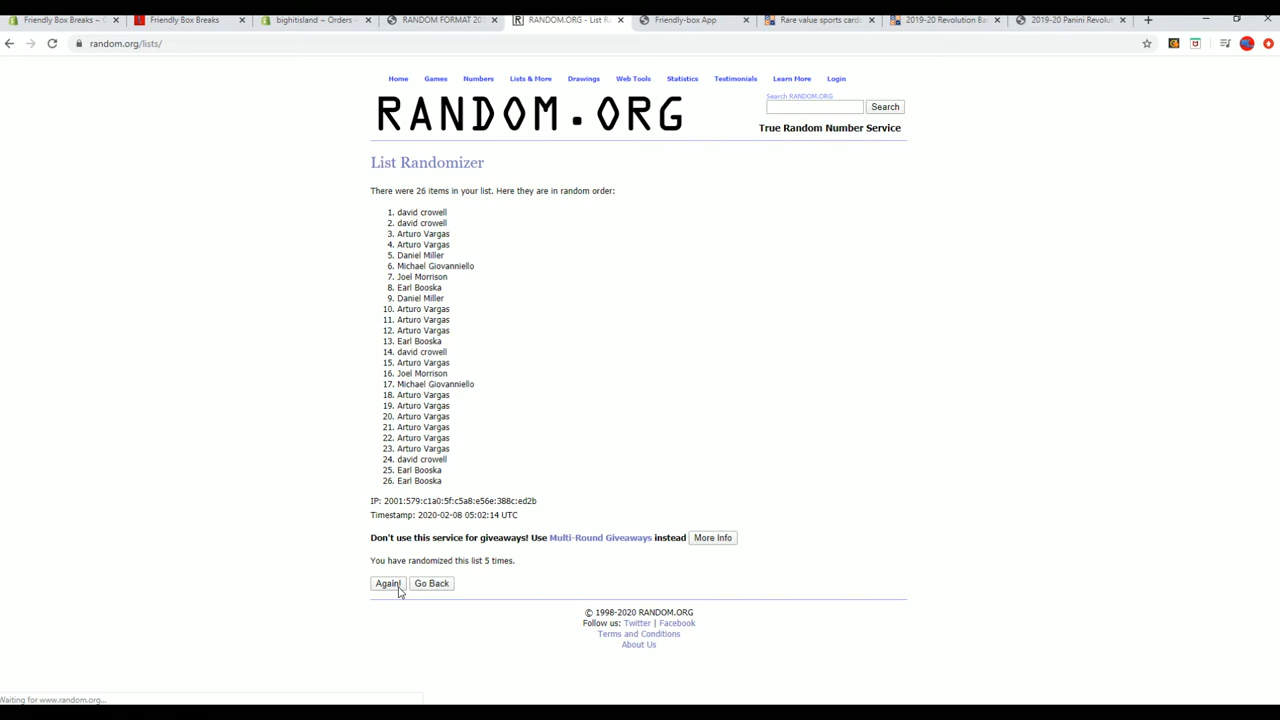 Friendly Box Breaks ~ C
Friendly Box Breaks
bighitisland ~ Orders ~
RANDOM FORMAT 20
RANDOM.ORG - List R
Friendly-box App
Rare value sports cards
2019-20 Revolution Ba
2019-20 Panini Revolu
random.org/lists/
Home Games Numbers Lists & More Drawings Web Tools Statistics Testimonials Learn More Login
RANDOM.ORG
Search RANDOM.ORG
Search
True Random Number Service
List Randomizer
There were 26 items in your list. Here they are in random order:
1. david crowell
2. david crowell
3. Arturo Vargas
4. Arturo Vargas
5. Daniel Miller
6. Michael Giovanniello
7. Joel Morrison
8. Earl Booska
9. Daniel Miller
10. Arturo Vargas
11. Arturo Vargas
12. Arturo Vargas
13. Earl Booska
14. david crowell
15. Arturo Vargas
16. Joel Morrison
17. Michael Giovanniello
18. Arturo Vargas
19. Arturo Vargas
20. Arturo Vargas
21. Arturo Vargas
22. Arturo Vargas
23. Arturo Vargas
24. david crowell
25. Earl Booska
26. Earl Booska
IP: 2001:579:c1a0:5f:c5a8:e56e:388c:ed2b
Timestamp: 2020-02-08 05:02:14 UTC
Don't use this service for giveaways! Use Multi-Round Giveaways instead More Info
You have randomized this list 5 times.
Again! Go Back
© 1998-2020 RANDOM.ORG
Follow us: Twitter | Facebook
Terms and Conditions
About Us
Waiting for www.random.org...